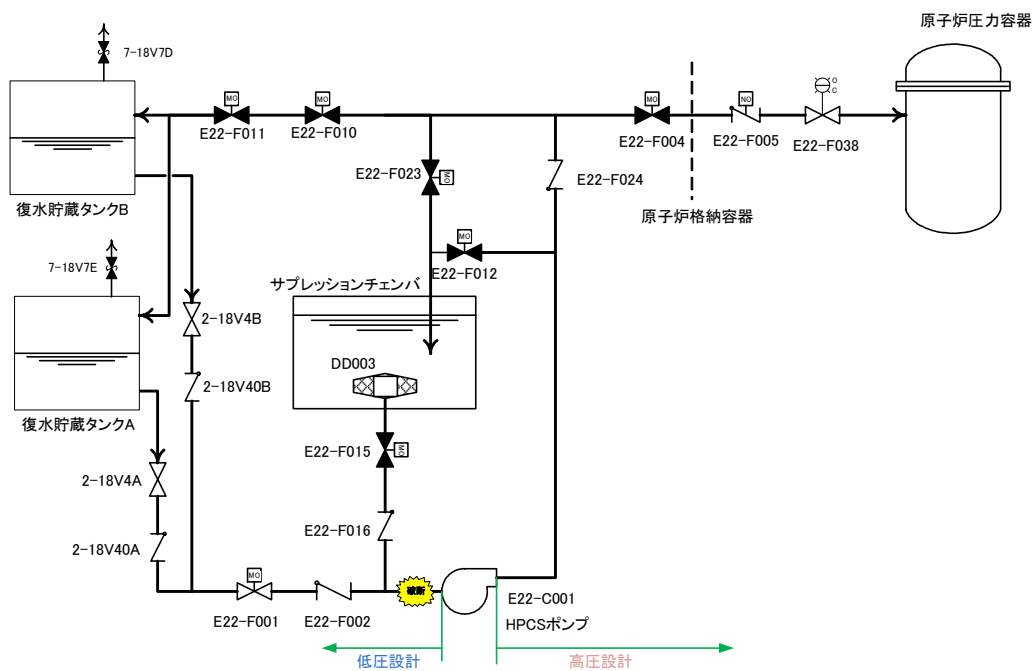 原子炉圧力容器
7-18V7D
O
C
MO
MO
MO
NO
E22-F011
E22-F010
E22-F004
E22-F005
E22-F038
E22-F023
MO
E22-F024
復水貯蔵タンクB
原子炉格納容器
MO
7-18V7E
E22-F012
サプレッションチェンバ
2-18V4B
DD003
2-18V40B
復水貯蔵タンクA
E22-F015
MO
2-18V4A
E22-F016
2-18V40A
MO
破断
E22-C001
E22-F001
E22-F002
HPCSポンプ
低圧設計
高圧設計